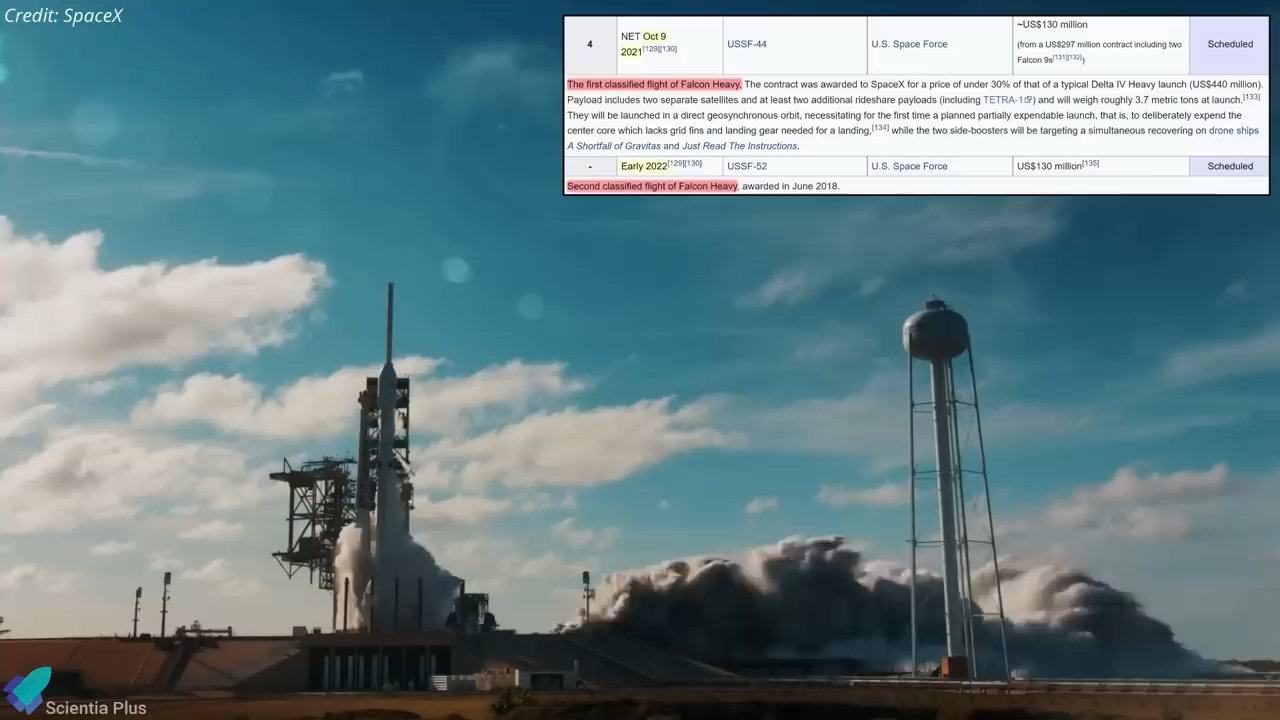 Credit: SpaceX
4
NET Oct 9
2021[129][130]
USSF-44
U.S. Space Force
~US$130 million
(from a US$297 million contract including two
Falcon 9s[131][132])
Scheduled
The first classified flight of Falcon Heavy. The contract was awarded to SpaceX for a price of under 30% of that of a typical Delta IV Heavy launch (US$440 million).
Payload includes two separate satellites and at least two additional rideshare payloads (including TETRA-1) and will weigh roughly 3.7 metric tons at launch.[133]
They will be launched in a direct geosynchronous orbit, necessitating for the first time a planned partially expendable launch, that is, to deliberately expend the
center core which lacks grid fins and landing gear needed for a landing,[134] while the two side-boosters will be targeting a simultaneous recovering on drone ships
A Shortfall of Gravitas and Just Read The Instructions.
-
Early 2022[129][130]
USSF-52
U.S. Space Force
US$130 million[135]
Scheduled
Second classified flight of Falcon Heavy, awarded in June 2018.
Scientia Plus